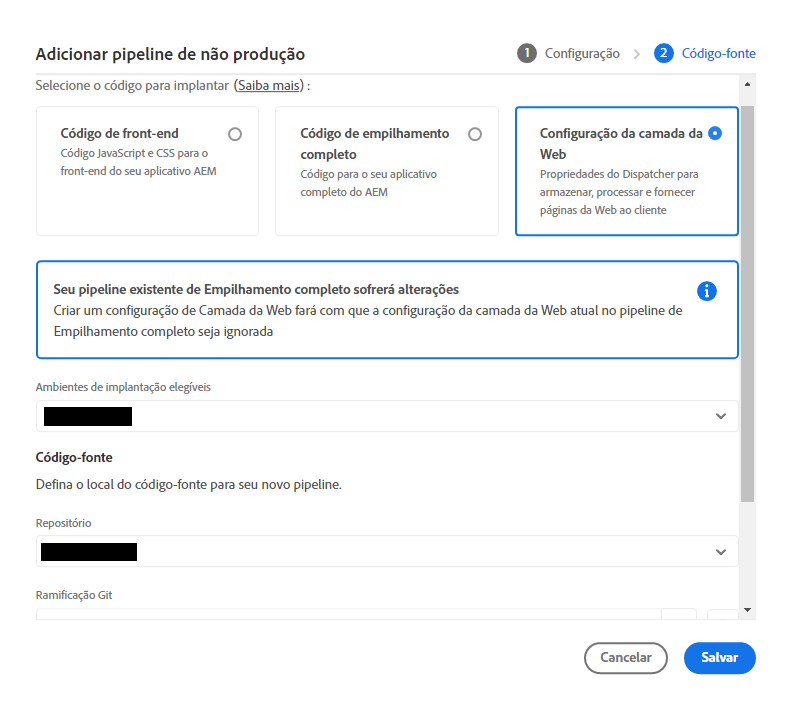 Adicionar pipeline de não produção
1 Configuração > 2 Código-fonte
Selecione o código para implantar (Saiba mais) :
Código de front-end
Código JavaScript e CSS para o
front-end do seu aplicativo AEM
Código de empilhamento
completo
Código para o seu aplicativo
completo do AEM
Configuração da camada da
Web
Propriedades do Dispatcher para
armazenar, processar e fornecer
páginas da Web ao cliente
Seu pipeline existente de Empilhamento completo sofrerá alterações
Criar um configuração de Camada da Web fará com que a configuração da camada da Web atual no pipeline de
Empilhamento completo seja ignorada
Ambientes de implantação elegíveis
Código-fonte
Defina o local do código-fonte para seu novo pipeline.
Repositório
Ramificação Git
Cancelar
Salvar